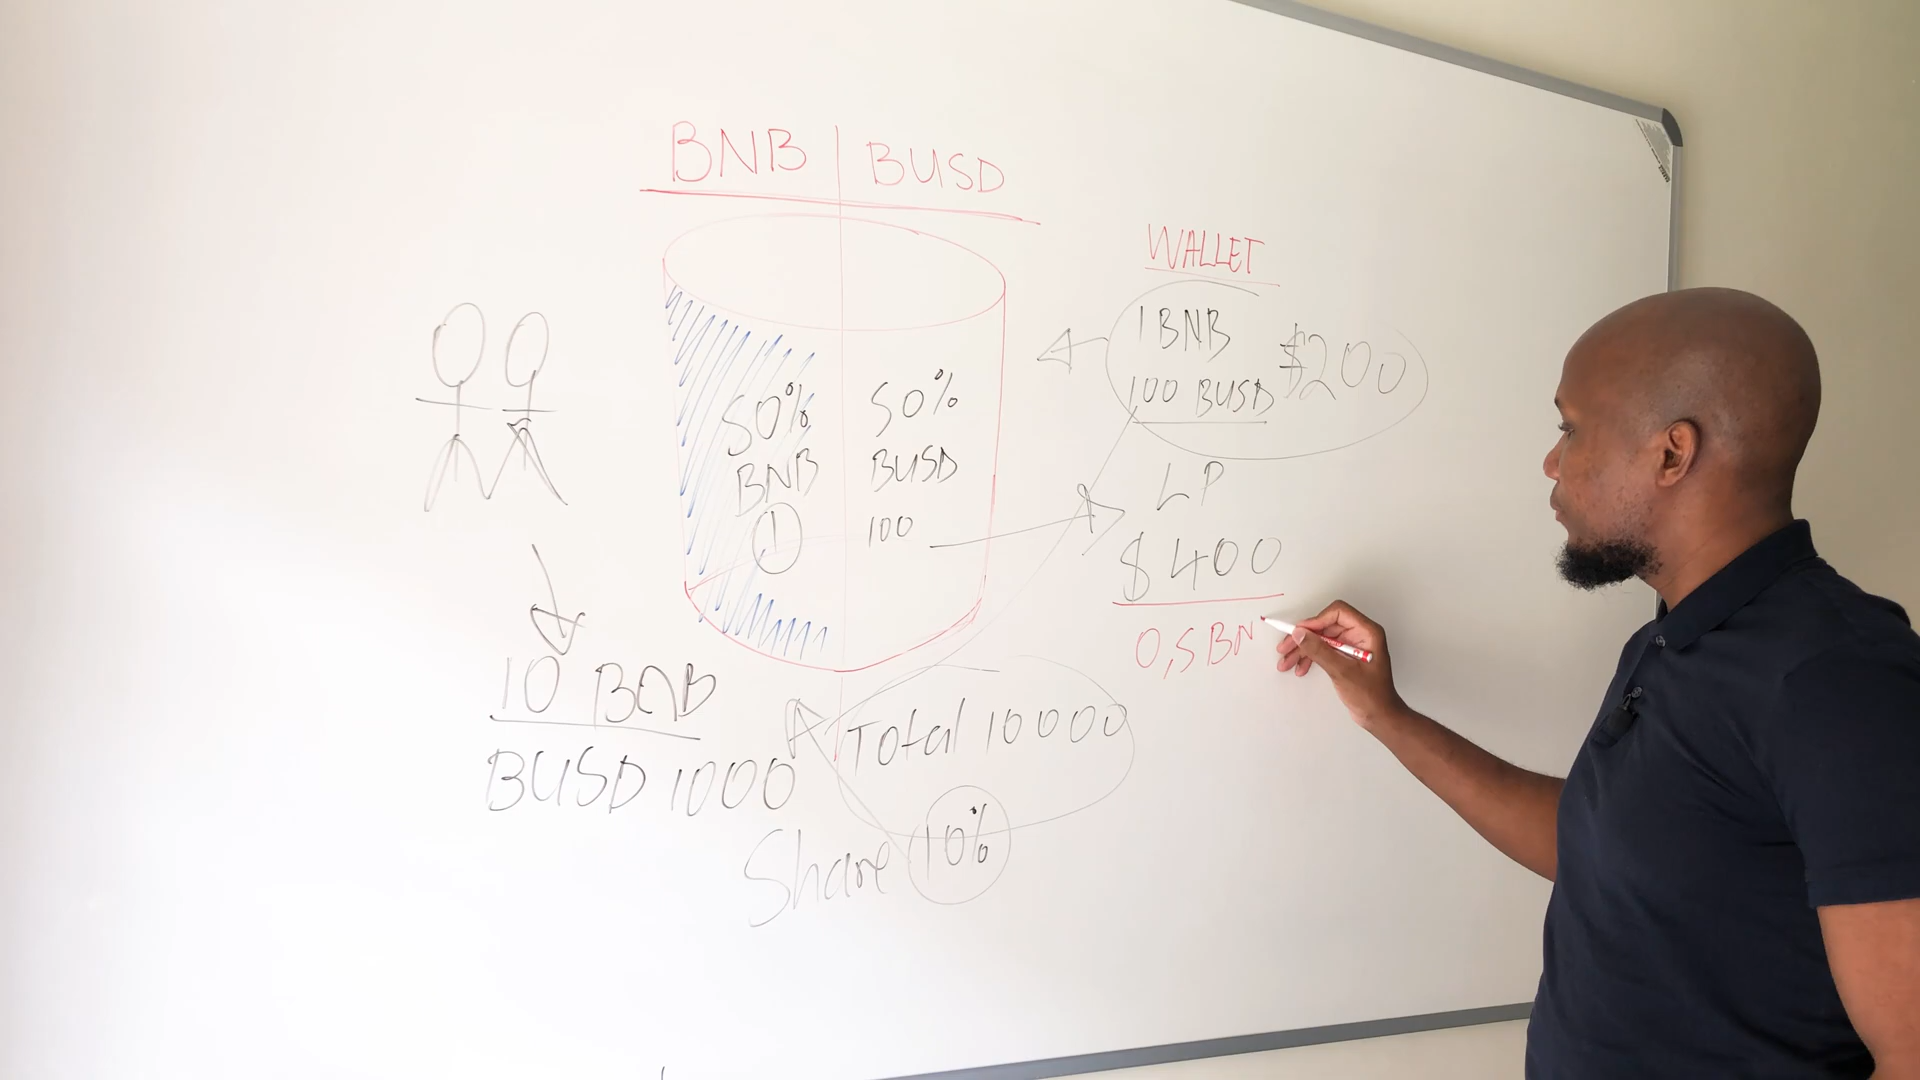 BNB BUSD
50% BNB 1
50% BUSD 100
WALLET
1 BNB
100 BUSD
$200
LP
$400
0,5 BN
10 BNB
BUSD 1000
Total 10000
Share 10%